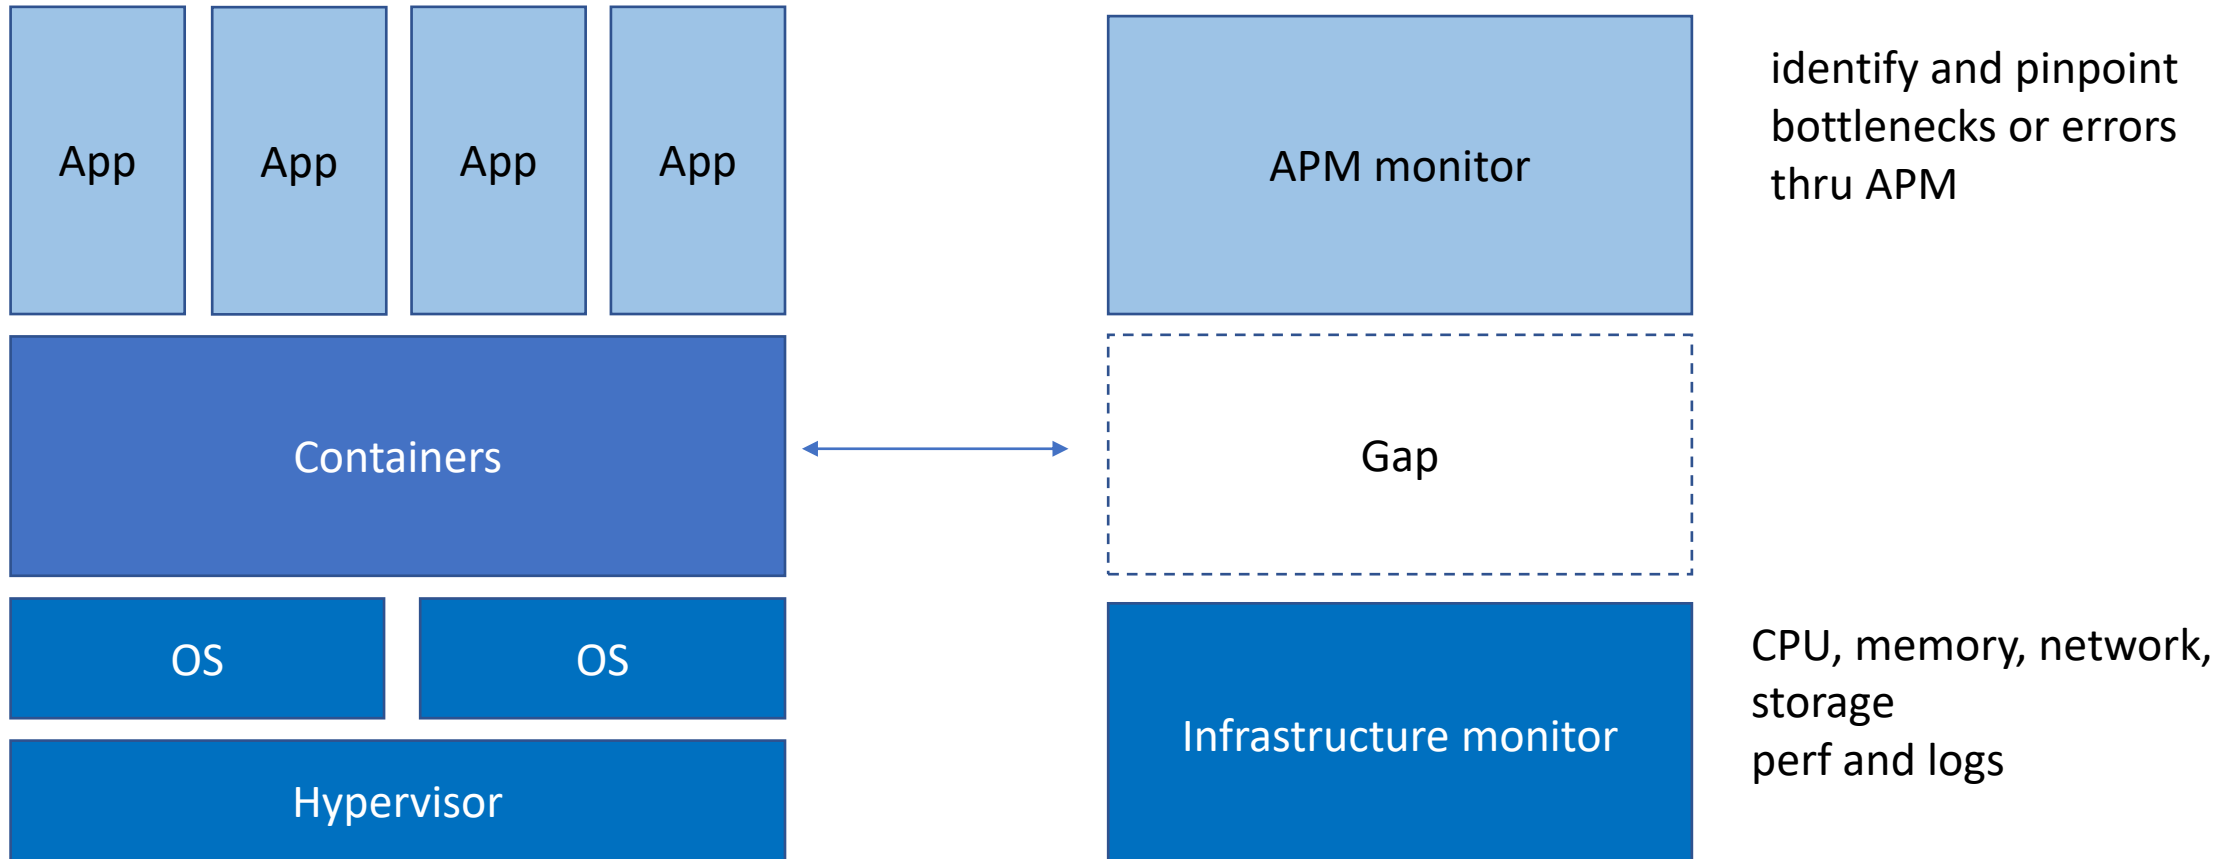 App
App
App
App
APM monitor
identify and pinpoint
bottlenecks or errors
thru APM
Containers
Gap
OS
OS
Hypervisor
Infrastructure monitor
CPU, memory, network,
storage
perf and logs